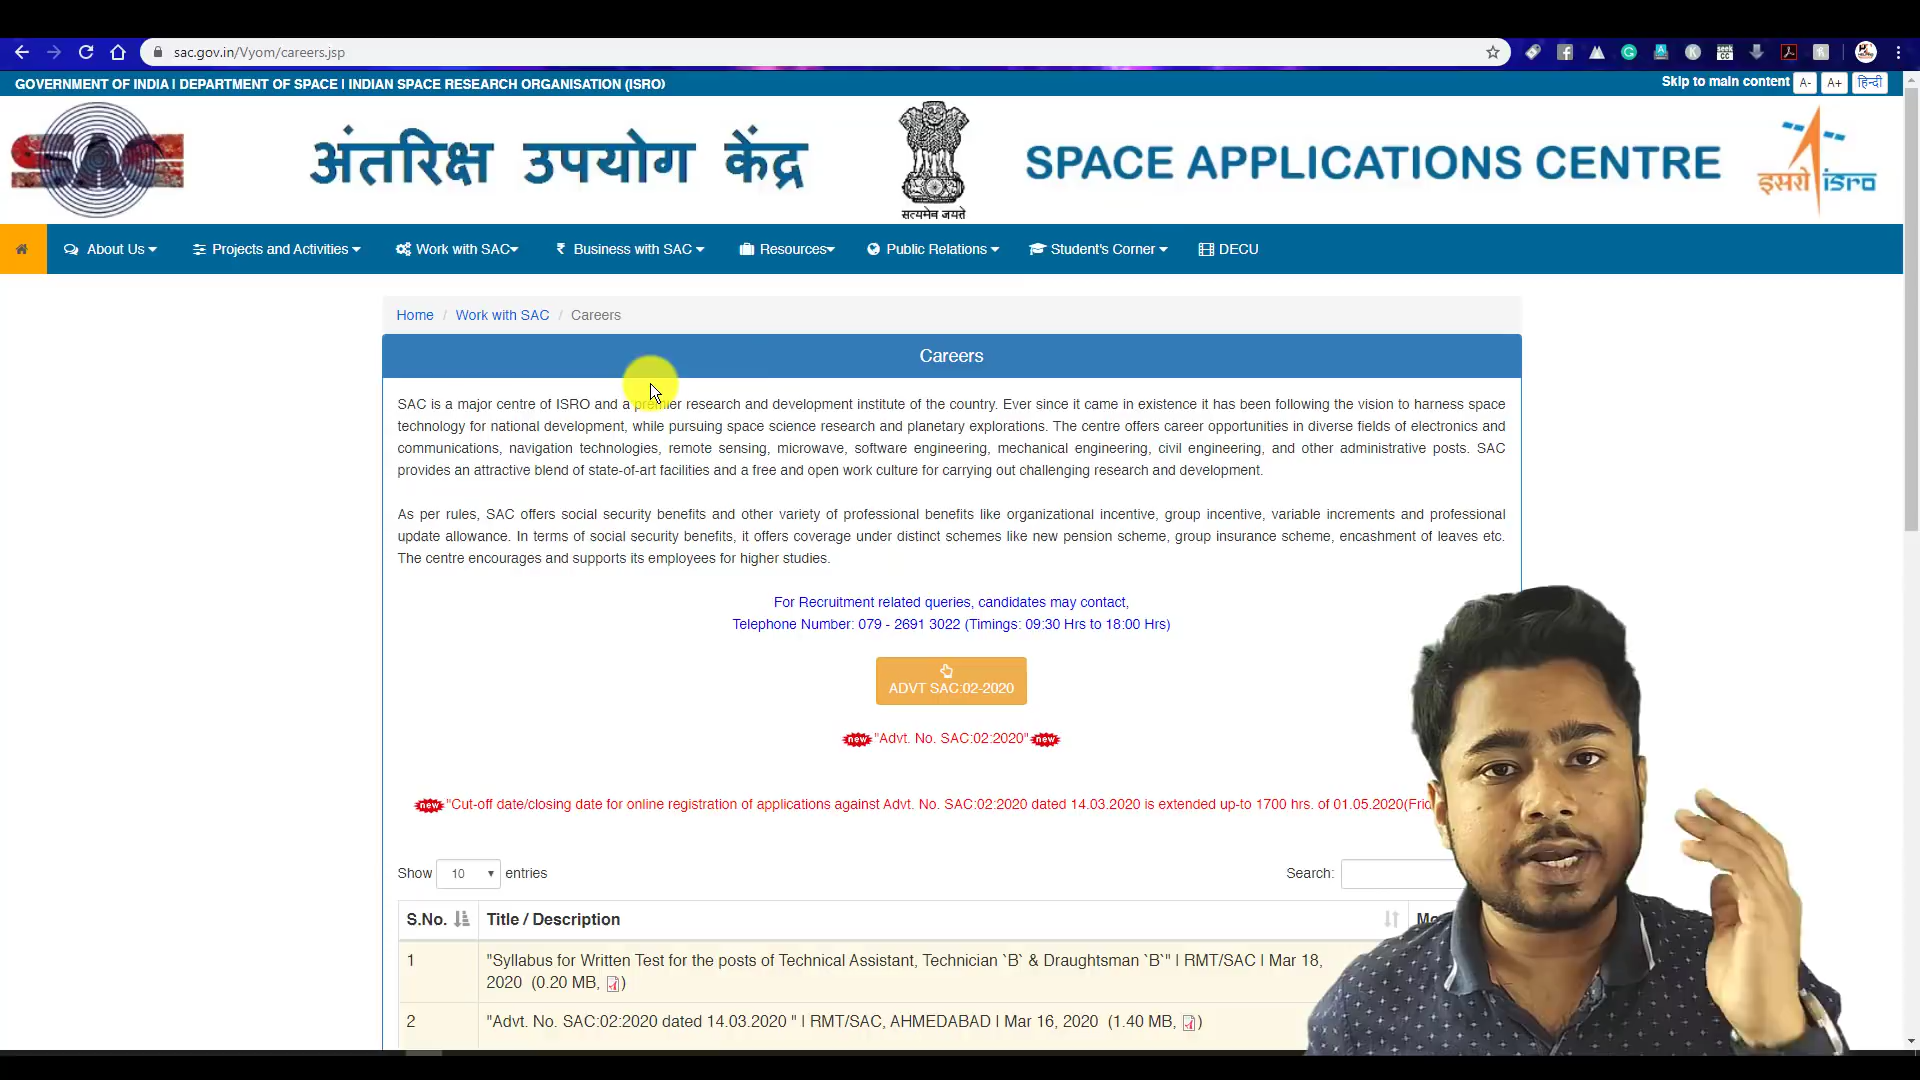 sac.gov.in/Vyom/careers.jsp
GOVERNMENT OF INDIA I DEPARTMENT OF SPACE I INDIAN SPACE RESEARCH ORGANISATION (ISRO)
Skip to main content A- A+ हिन्दी
SAC
अंतरिक्ष उपयोग केंद्र
सत्यमेव जयते
SPACE APPLICATIONS CENTRE
इसरो isro
About Us Projects and Activities Work with SAC Business with SAC Resources Public Relations Student's Corner DECU
Home / Work with SAC / Careers
Careers
SAC is a major centre of ISRO and a premier research and development institute of the country. Ever since it came in existence it has been following the vision to harness space
technology for national development, while pursuing space science research and planetary explorations. The centre offers career opportunities in diverse fields of electronics and
communications, navigation technologies, remote sensing, microwave, software engineering, mechanical engineering, civil engineering, and other administrative posts. SAC
provides an attractive blend of state-of-art facilities and a free and open work culture for carrying out challenging research and development.
As per rules, SAC offers social security benefits and other variety of professional benefits like organizational incentive, group incentive, variable increments and professional
update allowance. In terms of social security benefits, it offers coverage under distinct schemes like new pension scheme, group insurance scheme, encashment of leaves etc.
The centre encourages and supports its employees for higher studies.
For Recruitment related queries, candidates may contact,
Telephone Number: 079 - 2691 3022 (Timings: 09:30 Hrs to 18:00 Hrs)
ADVT SAC:02-2020
new "Advt. No. SAC:02:2020" new
new "Cut-off date/closing date for online registration of applications against Advt. No. SAC:02:2020 dated 14.03.2020 is extended up-to 1700 hrs. of 01.05.2020(Fri
Show 10 entries
Search:
S.No. Title / Description
1 "Syllabus for Written Test for the posts of Technical Assistant, Technician `B` & Draughtsman `B`" I RMT/SAC I Mar 18,
2020 (0.20 MB, )
2 "Advt. No. SAC:02:2020 dated 14.03.2020 " I RMT/SAC, AHMEDABAD I Mar 16, 2020 (1.40 MB, )